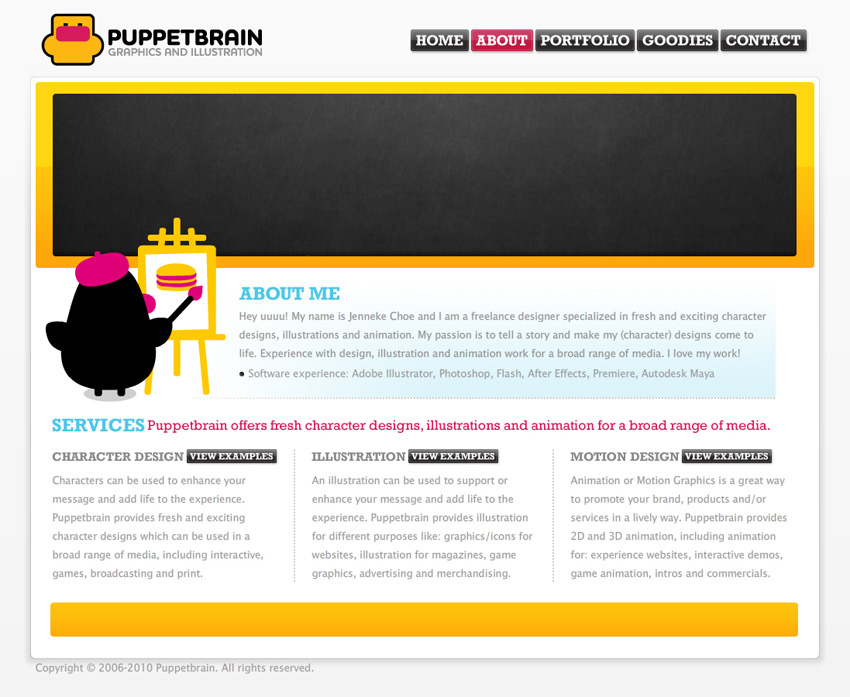 PUPPETBRAIN
GRAPHICS AND ILLUSTRATION
HOME ABOUT PORTFOLIO GOODIES CONTACT
ABOUT ME
Hey uuuu! My name is Jenneke Choe and I am a freelance designer specialized in fresh and exciting character
designs, illustrations and animation. My passion is to tell a story and make my (character) designs come to
life. Experience with design, illustration and animation work for a broad range of media. I love my work!
• Software experience: Adobe Illustrator, Photoshop, Flash, After Effects, Premiere, Autodesk Maya
SERVICES Puppetbrain offers fresh character designs, illustrations and animation for a broad range of media.
CHARACTER DESIGN VIEW EXAMPLES
Characters can be used to enhance your
message and add life to the experience.
Puppetbrain provides fresh and exciting
character designs which can be used in a
broad range of media, including interactive,
games, broadcasting and print.
ILLUSTRATION VIEW EXAMPLES
An illustration can be used to support or
enhance your message and add life to the
experience. Puppetbrain provides illustration
for different purposes like: graphics/icons for
websites, illustration for magazines, game
graphics, advertising and merchandising.
MOTION DESIGN VIEW EXAMPLES
Animation or Motion Graphics is a great way
to promote your brand, products and/or
services in a lively way. Puppetbrain provides
2D and 3D animation, including animation
for: experience websites, interactive demos,
game animation, intros and commercials.
Copyright © 2006-2010 Puppetbrain. All rights reserved.